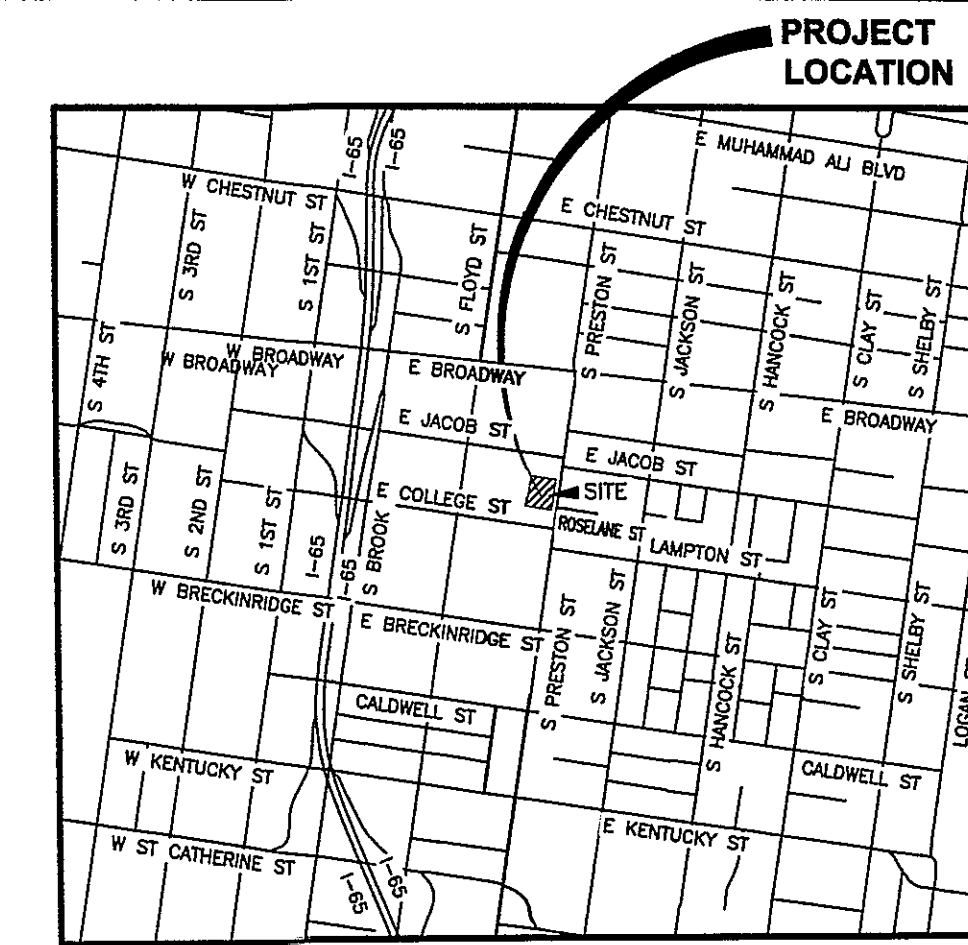 PROJECT
LOCATION
E MUHAMMAD ALI BLVD
I-65
I-65
W CHESTNUT ST
E CHESTNUT ST
S 3RD ST
S 1ST ST
S FLOYD ST
S PRESTON ST
S JACKSON ST
S HANCOCK ST
S CLAY ST
S SHELBY ST
S 4TH ST
W BROADWAY
W BROADWAY
E BROADWAY
E BROADWAY
E JACOB ST
E JACOB ST
SITE
E COLLEGE ST
ROSELANE ST
LAMPTON ST
S 3RD ST
S 2ND ST
S 1ST ST
I-65
I-65
S BROOK
W BRECKINRIDGE ST
E BRECKINRIDGE ST
S PRESTON ST
S JACKSON ST
S HANCOCK ST
S CLAY ST
S SHELBY ST
CALDWELL ST
CALDWELL ST
W KENTUCKY ST
E KENTUCKY ST
W ST CATHERINE ST
I-65
I-65